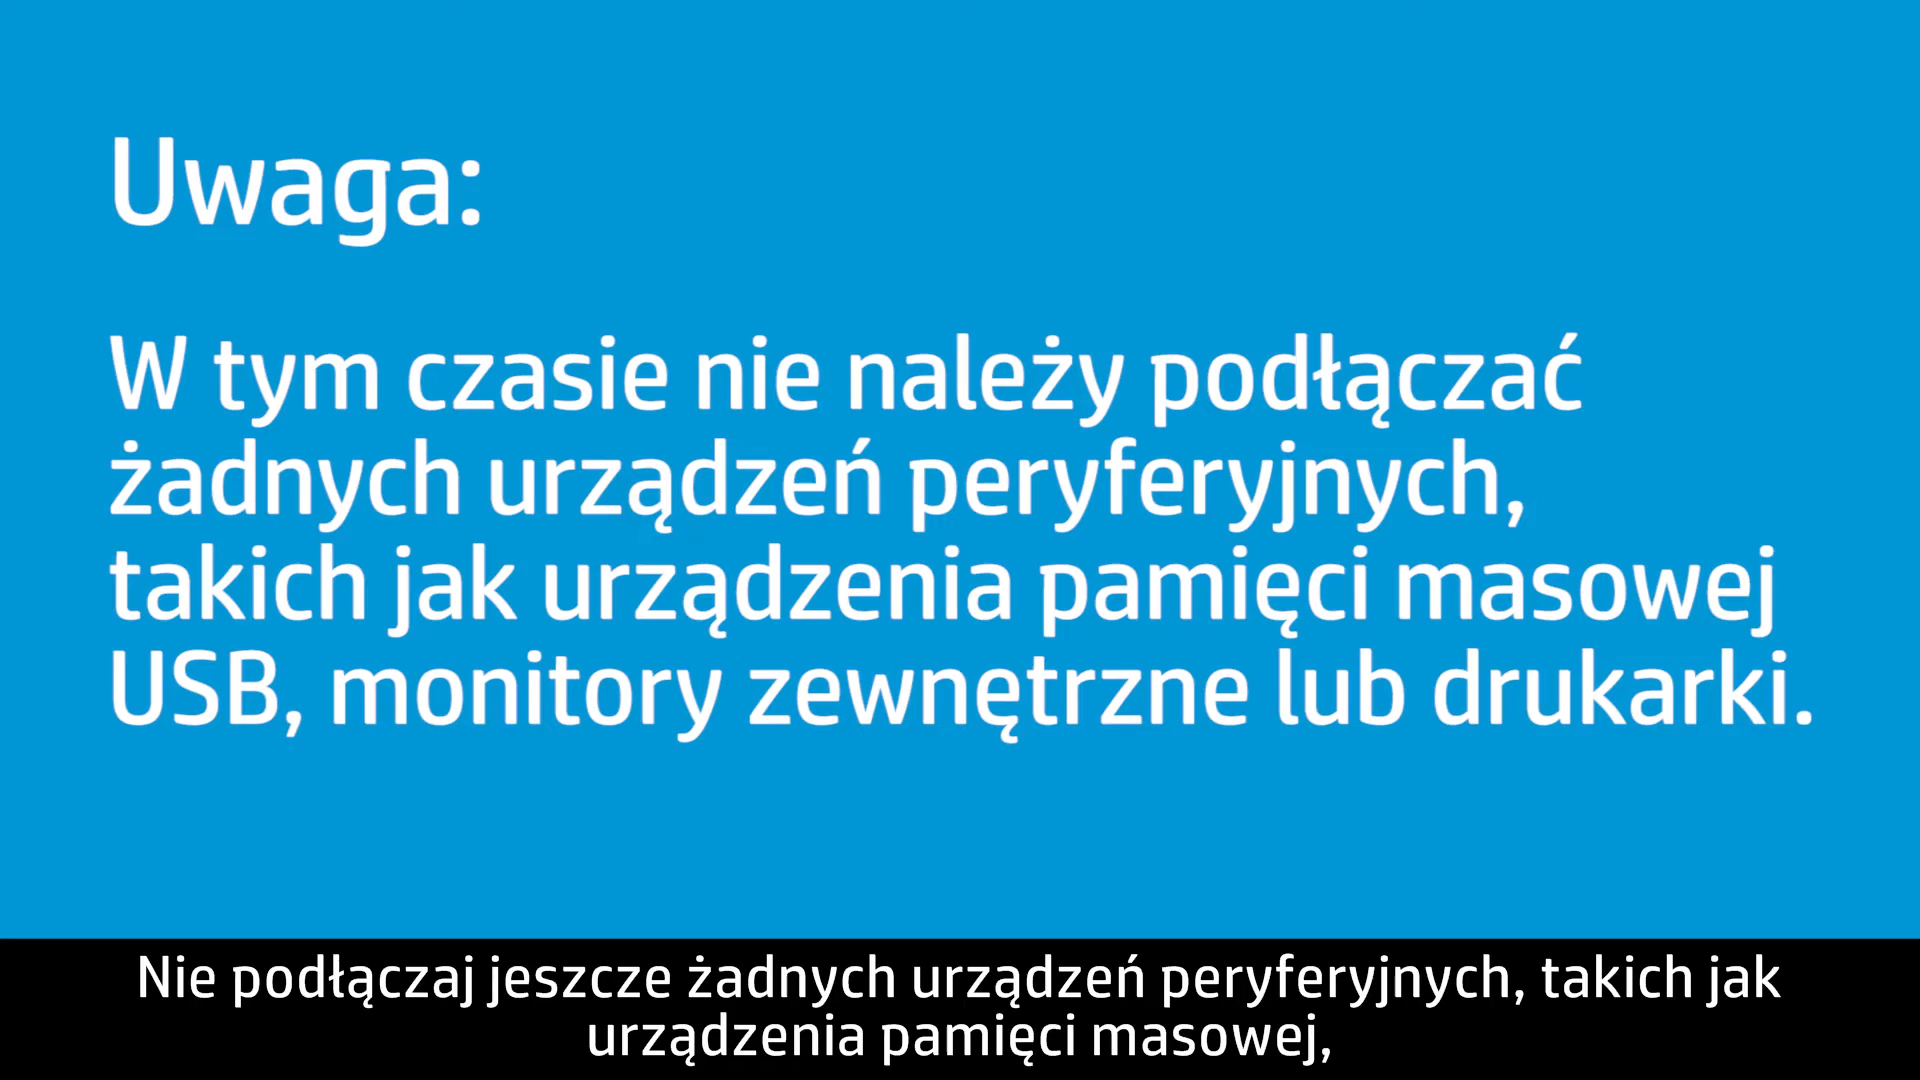 Uwaga:
W tym czasie nie należy podłączać
żadnych urządzeń peryferyjnych,
takich jak urządzenia pamięci masowej
USB, monitory zewnętrzne lub drukarki.
Nie podłączaj jeszcze żadnych urządzeń peryferyjnych, takich jak
urządzenia pamięci masowej,